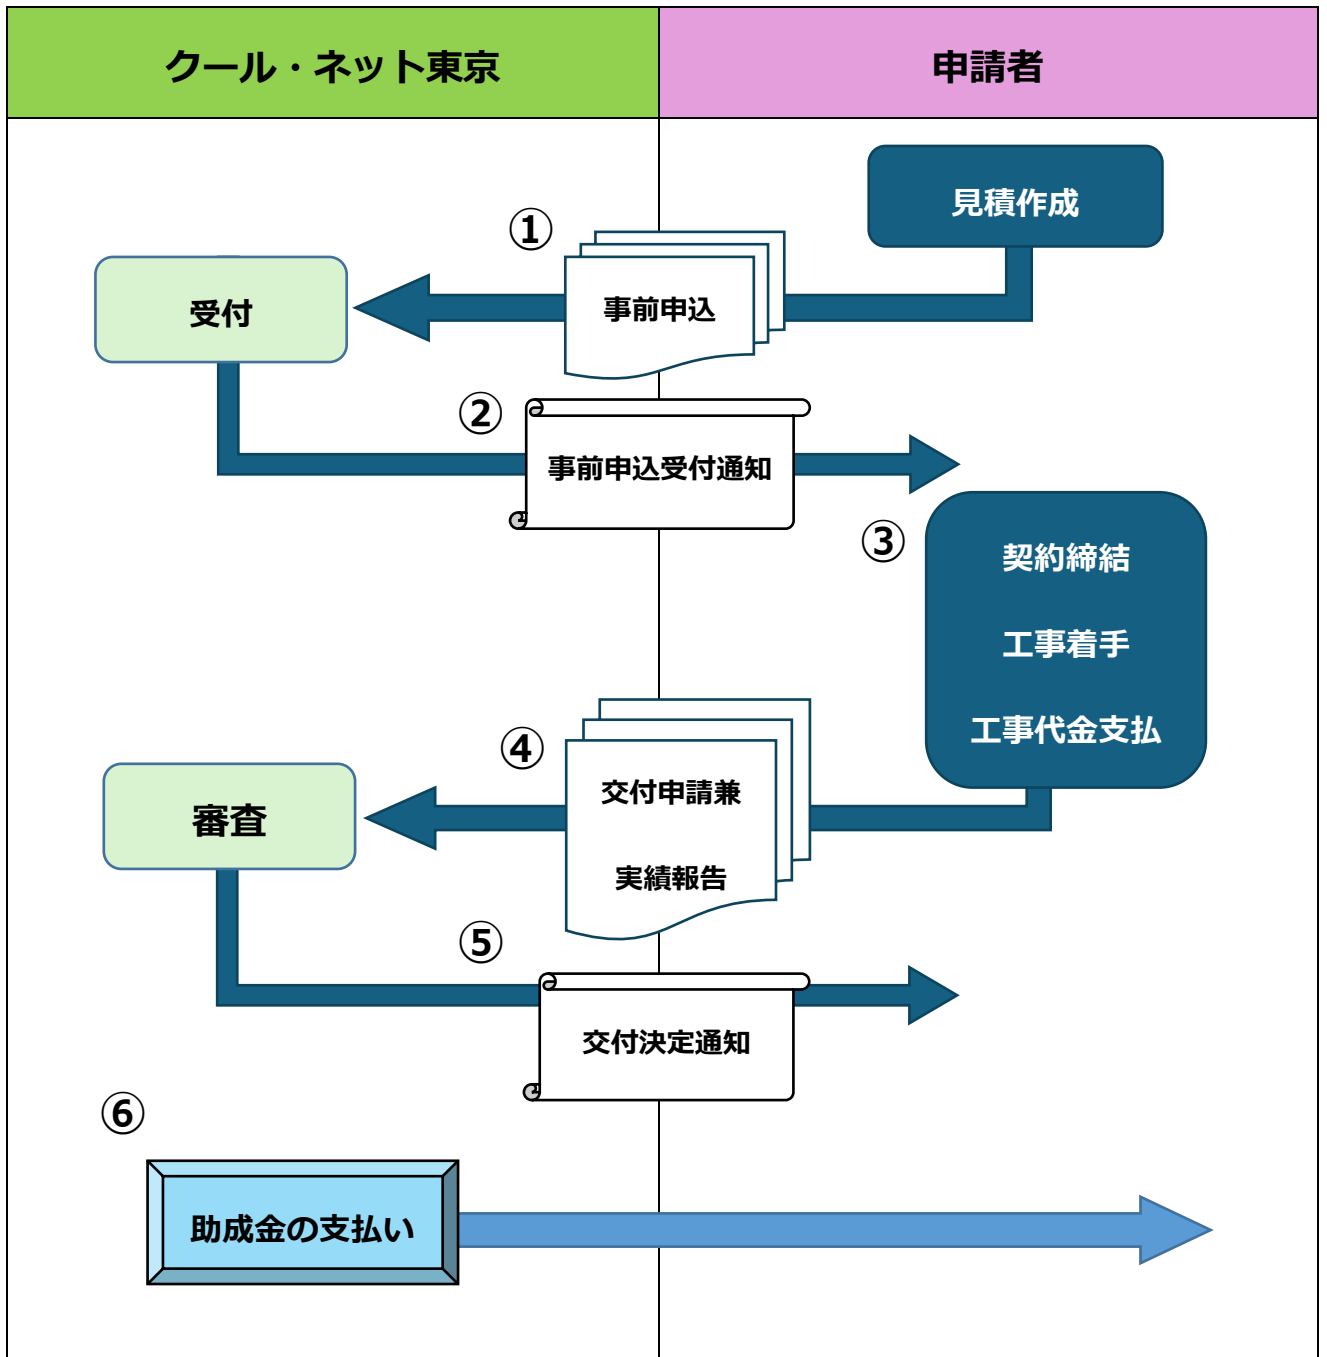 クール・ネット東京
申請者
見積作成
①
事前申込
受付
②
事前申込受付通知
③
契約締結
工事着手
工事代金支払
④
交付申請兼
実績報告
審査
⑤
交付決定通知
⑥
助成金の支払い